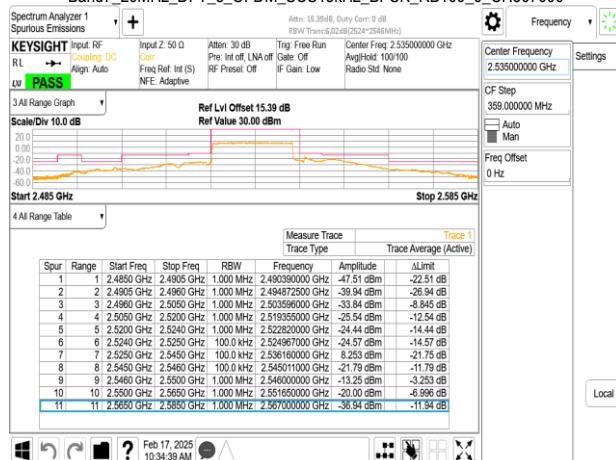 Spectrum Analyzer 1
Spurious Emissions
Attn: 15.39dB, Duty Corr: 0 dB
RBW Trans:6.02dB(2524~2546MHz)
Frequency
KEYSIGHT Input: RF Input Z: 50 Ω Atten: 30 dB Trig: Free Run Center Freq: 2.535000000 GHz
RL Coupling: DC Corr Pre: Int off, LNA off Gate: Off Avg|Hold: 100/100
Align: Auto Freq Ref: Int (S) RF Preset: Off IF Gain: Low Radio Std: None
LXI PASS NFE: Adaptive
Center Frequency
2.535000000 GHz
Settings
CF Step
359.000000 MHz
Auto
Man
Freq Offset
0 Hz
3 All Range Graph
Ref Lvl Offset 15.39 dB
Scale/Div 10.0 dB Ref Value 30.00 dBm
20.0
0.00
-20.0
-40.0
-60.0
Start 2.485 GHz Stop 2.585 GHz
4 All Range Table
Measure Trace Trace 1
Trace Type Trace Average (Active)
Spur Range Start Freq Stop Freq RBW Frequency Amplitude ΔLimit
1 1 2.4850 GHz 2.4905 GHz 1.000 MHz 2.490390000 GHz -47.51 dBm -22.51 dB
2 2 2.4905 GHz 2.4960 GHz 1.000 MHz 2.494872500 GHz -39.94 dBm -26.94 dB
3 3 2.4960 GHz 2.5050 GHz 1.000 MHz 2.503596000 GHz -33.84 dBm -8.845 dB
4 4 2.5050 GHz 2.5200 GHz 1.000 MHz 2.519355000 GHz -25.54 dBm -12.54 dB
5 5 2.5200 GHz 2.5240 GHz 1.000 MHz 2.522820000 GHz -24.44 dBm -14.44 dB
6 6 2.5240 GHz 2.5250 GHz 100.0 kHz 2.524967000 GHz -24.57 dBm -14.57 dB
7 7 2.5250 GHz 2.5450 GHz 100.0 kHz 2.536160000 GHz 8.253 dBm -21.75 dB
8 8 2.5450 GHz 2.5460 GHz 100.0 kHz 2.545011000 GHz -21.79 dBm -11.79 dB
9 9 2.5460 GHz 2.5500 GHz 1.000 MHz 2.546000000 GHz -13.25 dBm -3.253 dB
10 10 2.5500 GHz 2.5650 GHz 1.000 MHz 2.551650000 GHz -20.00 dBm -6.996 dB
11 11 2.5650 GHz 2.5850 GHz 1.000 MHz 2.567000000 GHz -36.94 dBm -11.94 dB
Local
Feb 17, 2025
10:34:39 AM